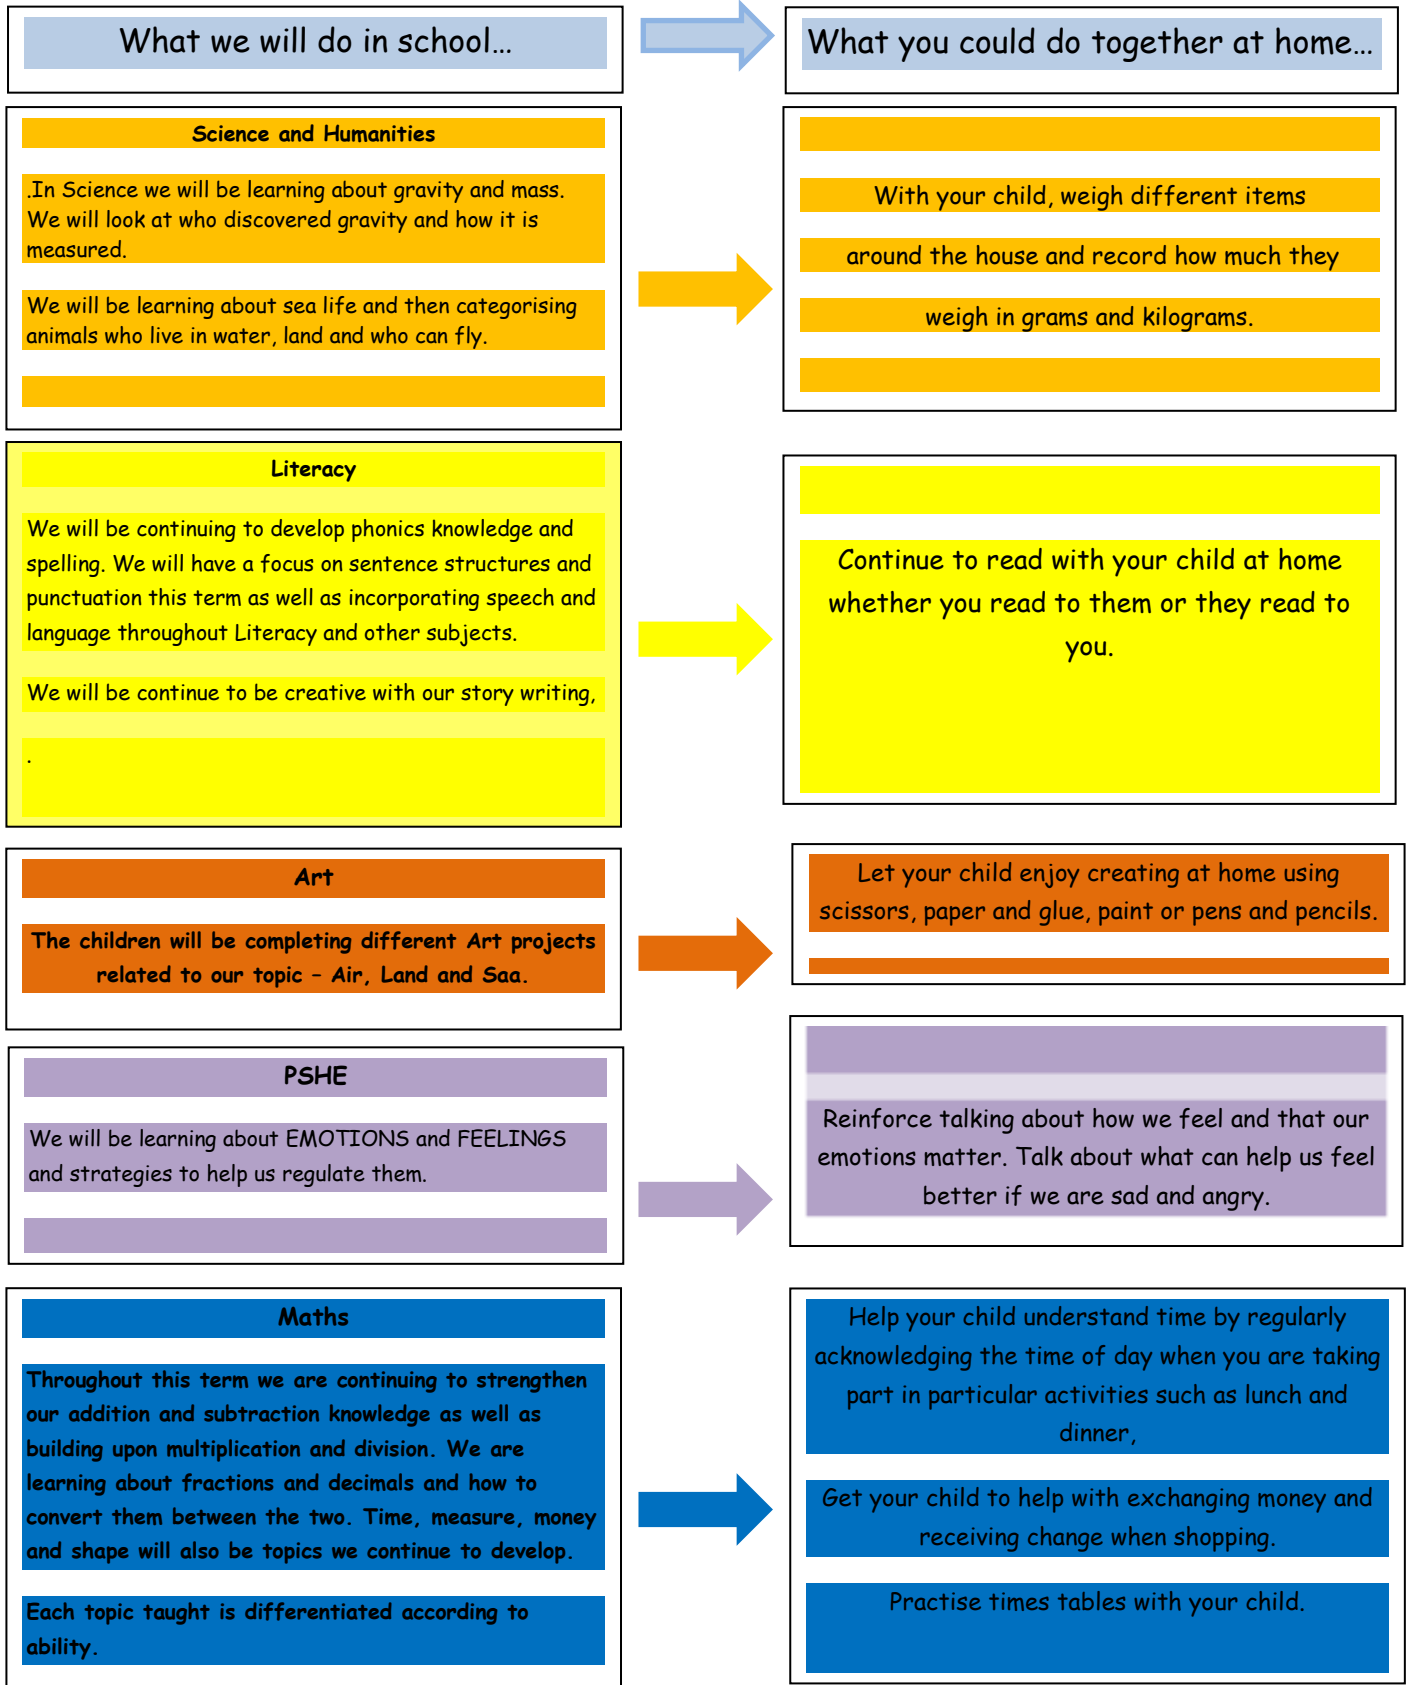 What we will do in school…
What you could do together at home…
Science and Humanities
.In Science we will be learning about gravity and mass.
We will look at who discovered gravity and how it is
measured.
We will be learning about sea life and then categorising
animals who live in water, land and who can fly.
With your child, weigh different items
around the house and record how much they
weigh in grams and kilograms.
Literacy
We will be continuing to develop phonics knowledge and
spelling. We will have a focus on sentence structures and
punctuation this term as well as incorporating speech and
language throughout Literacy and other subjects.
We will be continue to be creative with our story writing,
.
Continue to read with your child at home
whether you read to them or they read to
you.
Art
The children will be completing different Art projects
related to our topic – Air, Land and Saa.
Let your child enjoy creating at home using
scissors, paper and glue, paint or pens and pencils.
PSHE
We will be learning about EMOTIONS and FEELINGS
and strategies to help us regulate them.
Reinforce talking about how we feel and that our
emotions matter. Talk about what can help us feel
better if we are sad and angry.
Maths
Throughout this term we are continuing to strengthen
our addition and subtraction knowledge as well as
building upon multiplication and division. We are
learning about fractions and decimals and how to
convert them between the two. Time, measure, money
and shape will also be topics we continue to develop.
Each topic taught is differentiated according to
ability.
Help your child understand time by regularly
acknowledging the time of day when you are taking
part in particular activities such as lunch and
dinner,
Get your child to help with exchanging money and
receiving change when shopping.
Practise times tables with your child.